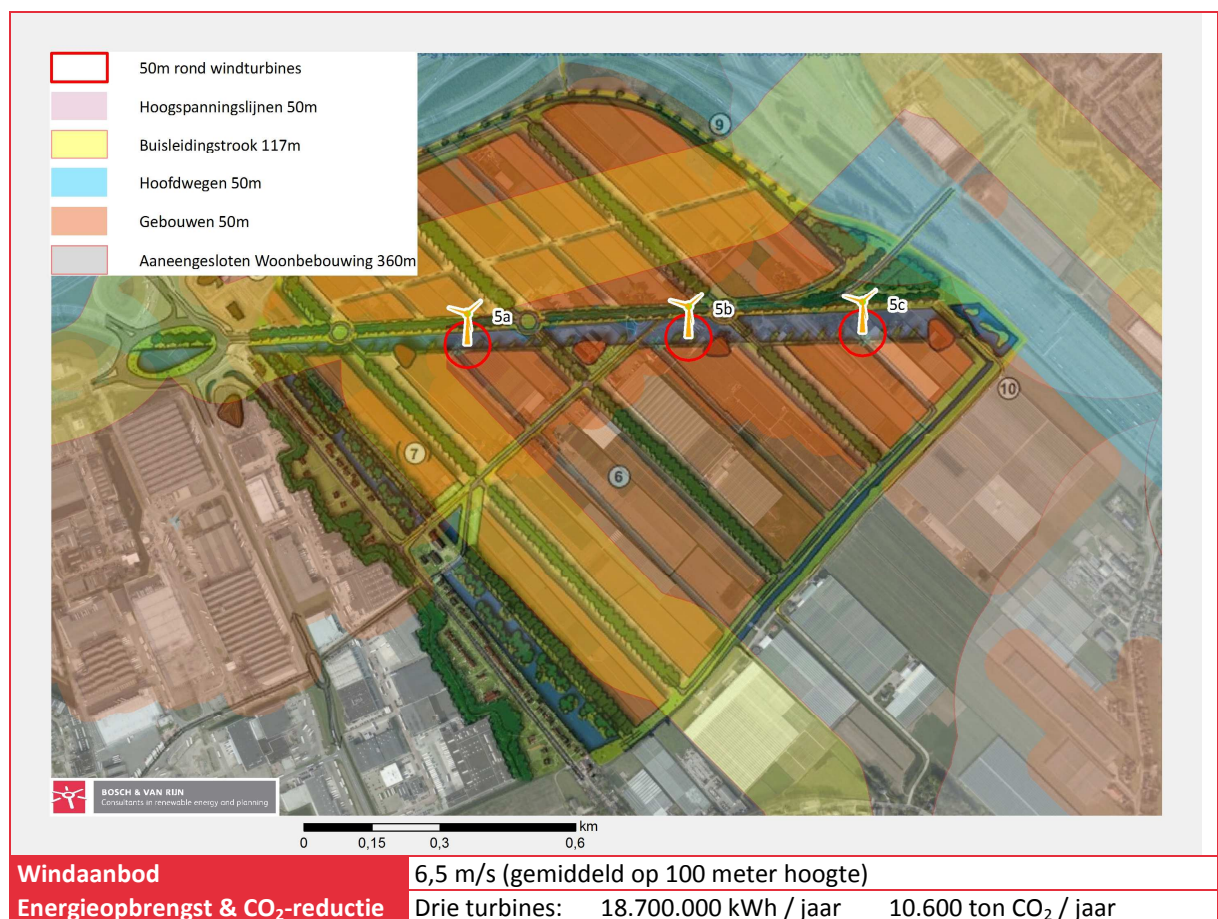 50m rond windturbines
Hoogspanningslijnen 50m
Buisleidingstrook 117m
Hoofdwegen 50m
Gebouwen 50m
Aaneengesloten Woonbebouwing 360m
9
5a
5b
5c
10
7
6
BOSCH & VAN RIJN
Consultants in renewable energy and planning
km
0 0,15 0,3 0,6
Windaanbod 6,5 m/s (gemiddeld op 100 meter hoogte)
Energieopbrengst & CO₂-reductie Drie turbines: 18.700.000 kWh / jaar 10.600 ton CO₂ / jaar